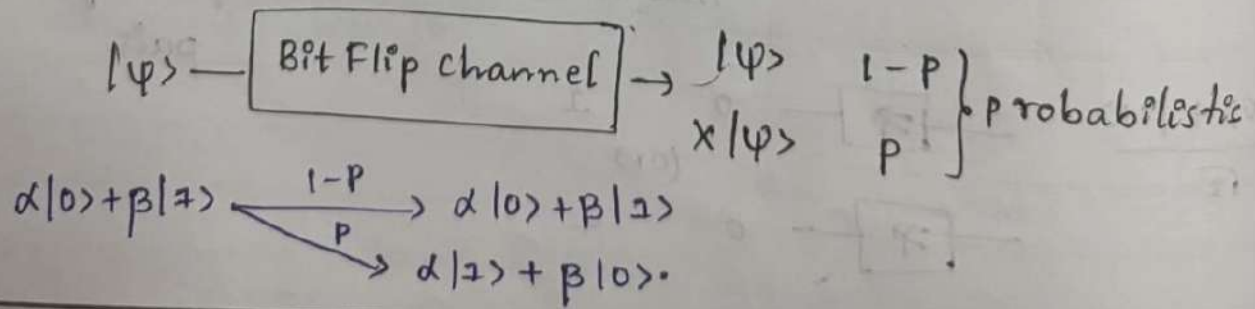 |ψ> — Bit Flip channel → |ψ> 1-P } probabilistic
X|ψ> P
α|0>+β|1> 1-P → α|0>+β|1>
P → α|1>+β|0>.